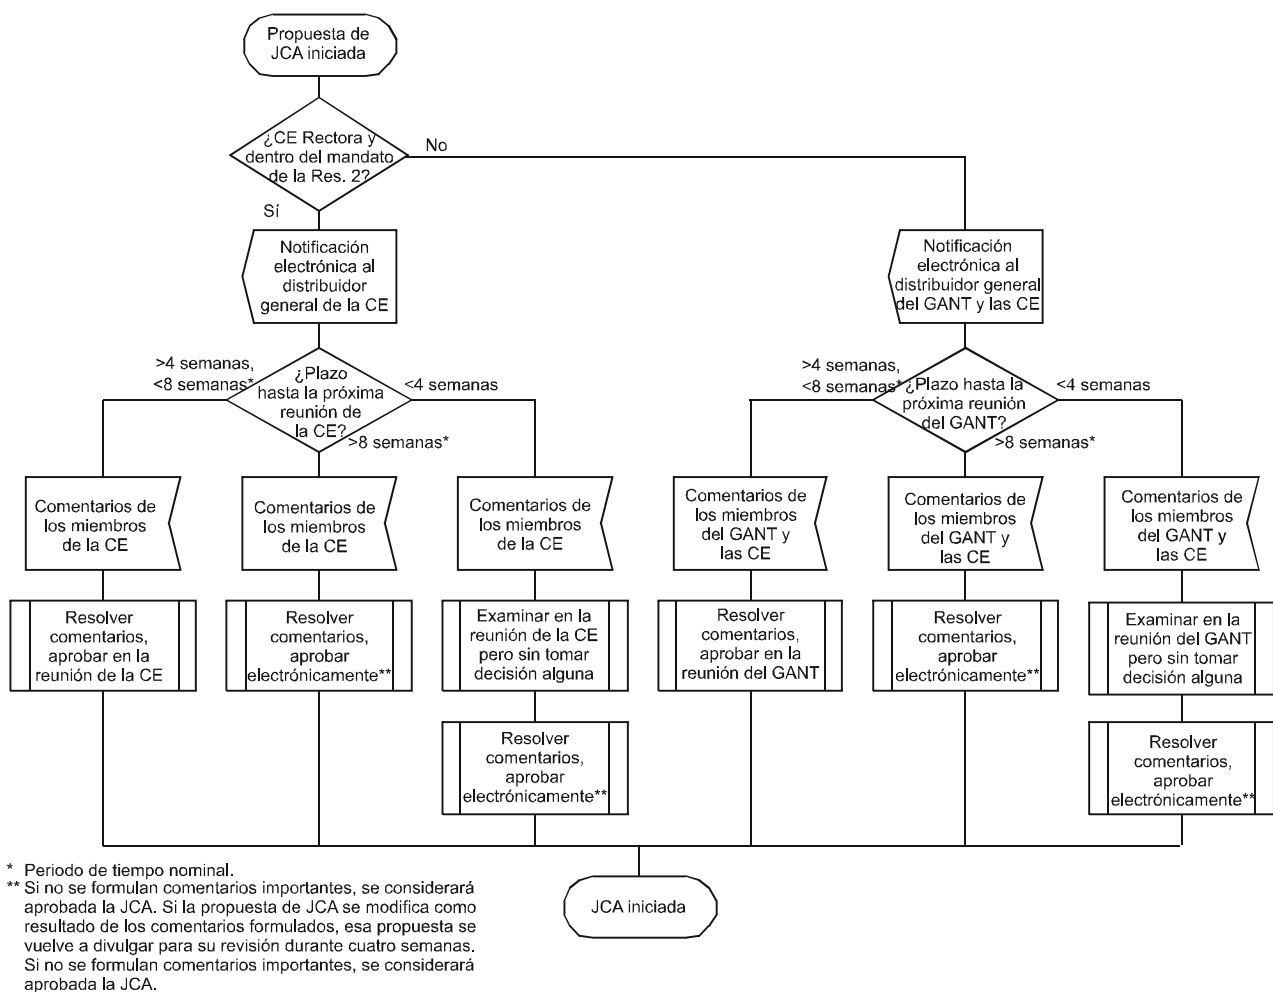 Propuesta de
JCA iniciada
¿CE Rectora y
dentro del mandato
de la Res. 2?
No
Sí
Notificación
electrónica al
distribuidor
general de la CE
Notificación
electrónica al
distribuidor general
del GANT y las CE
>4 semanas,
<8 semanas*
¿Plazo
hasta la próxima
reunión de
la CE?
<4 semanas
>8 semanas*
>4 semanas,
<8 semanas*
¿Plazo hasta la
próxima reunión
del GANT?
<4 semanas
>8 semanas*
Comentarios de
los miembros
de la CE
Comentarios de
los miembros
de la CE
Comentarios de
los miembros
de la CE
Comentarios de
los miembros
del GANT y
las CE
Comentarios de
los miembros
del GANT y
las CE
Comentarios de
los miembros
del GANT y
las CE
Resolver
comentarios,
aprobar en la
reunión de la CE
Resolver
comentarios,
aprobar
electrónicamente**
Examinar en la
reunión de la CE
pero sin tomar
decisión alguna
Resolver
comentarios,
aprobar en la
reunión del GANT
Resolver
comentarios,
aprobar
electrónicamente**
Examinar en la
reunión del GANT
pero sin tomar
decisión alguna
Resolver
comentarios,
aprobar
electrónicamente**
Resolver
comentarios,
aprobar
electrónicamente**
JCA iniciada
* Periodo de tiempo nominal.
** Si no se formulan comentarios importantes, se considerará
aprobada la JCA. Si la propuesta de JCA se modifica como
resultado de los comentarios formulados, esa propuesta se
vuelve a divulgar para su revisión durante cuatro semanas.
Si no se formulan comentarios importantes, se considerará
aprobada la JCA.